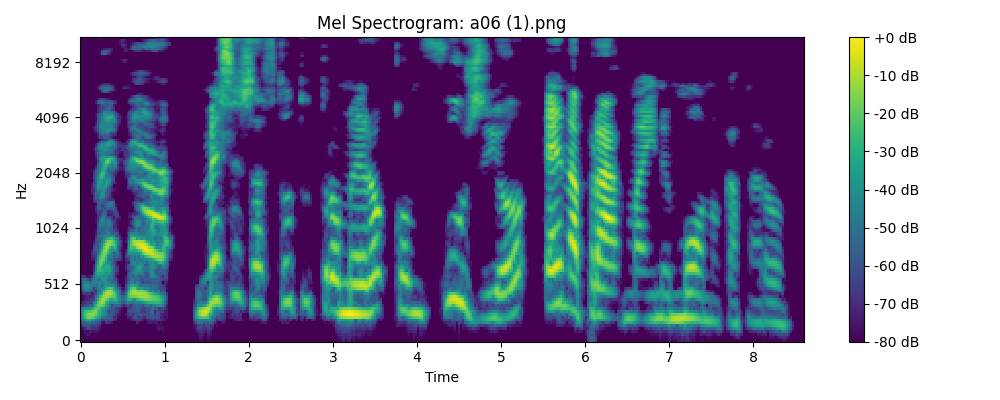 Mel Spectrogram: a06 (1).png
8192
4096
2048
1024
512
0
Hz
0 1 2 3 4 5 6 7 8
Time
+0 dB
-10 dB
-20 dB
-30 dB
-40 dB
-50 dB
-60 dB
-70 dB
-80 dB